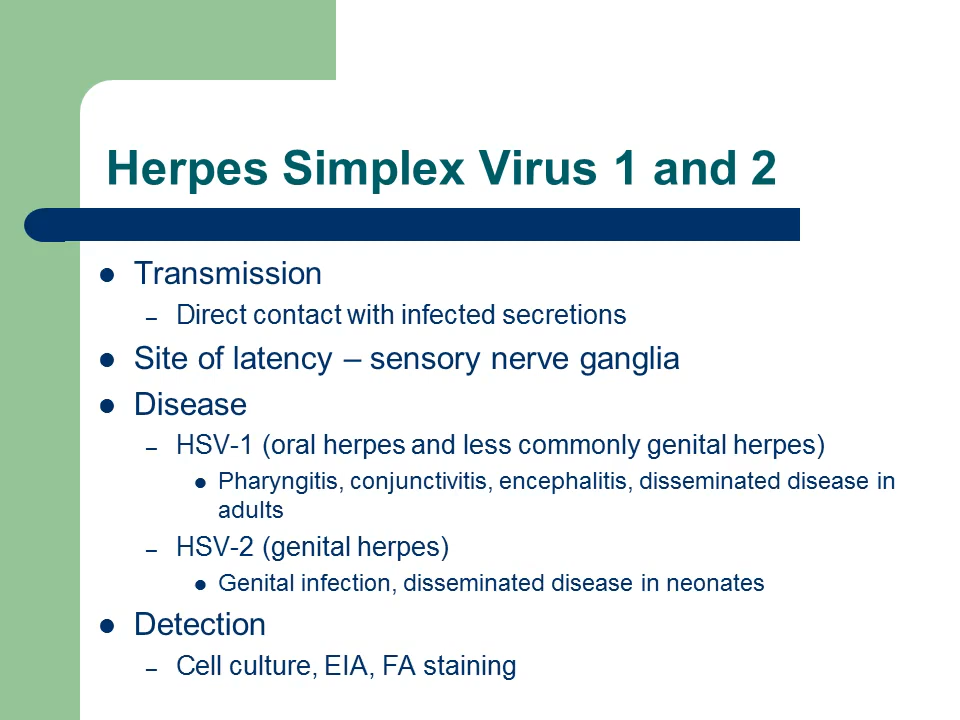 Herpes Simplex Virus 1 and 2
● Transmission
– Direct contact with infected secretions
● Site of latency – sensory nerve ganglia
● Disease
– HSV-1 (oral herpes and less commonly genital herpes)
● Pharyngitis, conjunctivitis, encephalitis, disseminated disease in
adults
– HSV-2 (genital herpes)
● Genital infection, disseminated disease in neonates
● Detection
– Cell culture, EIA, FA staining